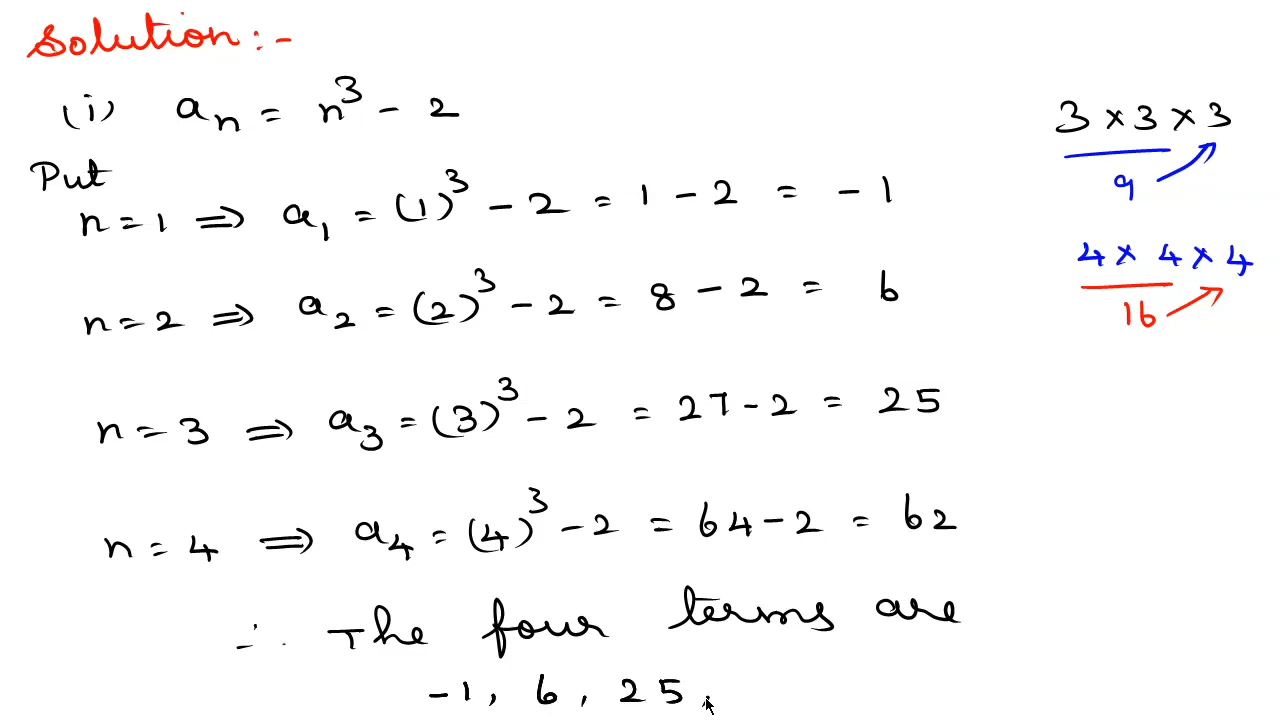 Solution:-
(i) aₙ = n³ - 2
Put
n = 1 ⇒ a₁ = (1)³ - 2 = 1 - 2 = - 1
n = 2 ⇒ a₂ = (2)³ - 2 = 8 - 2 = 6
n = 3 ⇒ a₃ = (3)³ - 2 = 27 - 2 = 25
n = 4 ⇒ a₄ = (4)³ - 2 = 64 - 2 = 62
∴ The four terms are
-1, 6, 25,
3 × 3 × 3
9
4 × 4 × 4
16